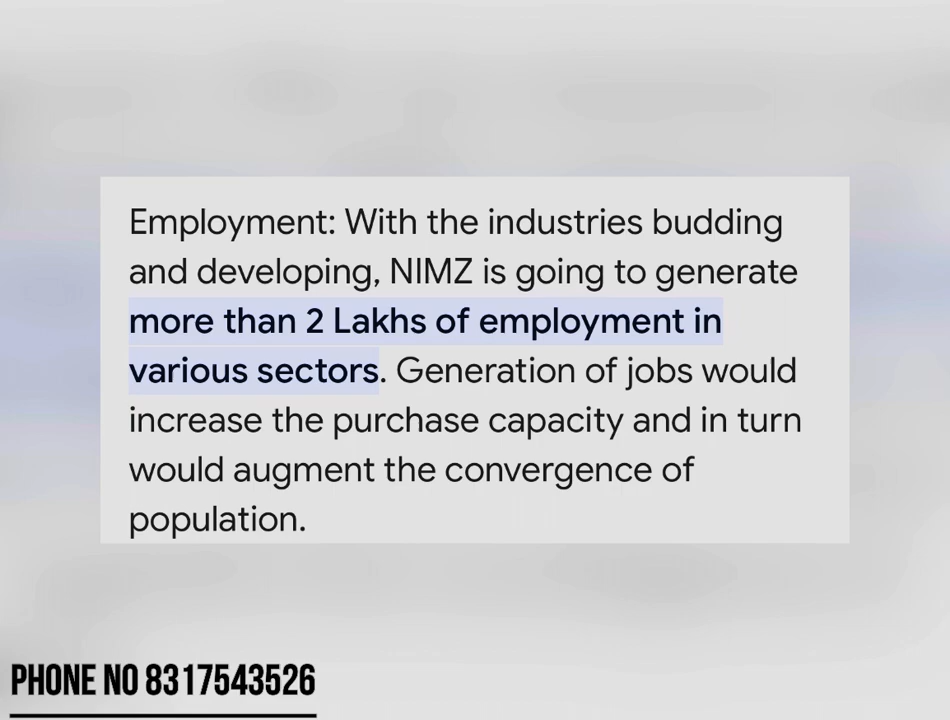 Employment: With the industries budding
and developing, NIMZ is going to generate
more than 2 Lakhs of employment in
various sectors. Generation of jobs would
increase the purchase capacity and in turn
would augment the convergence of
population.
PHONE NO 8317543526